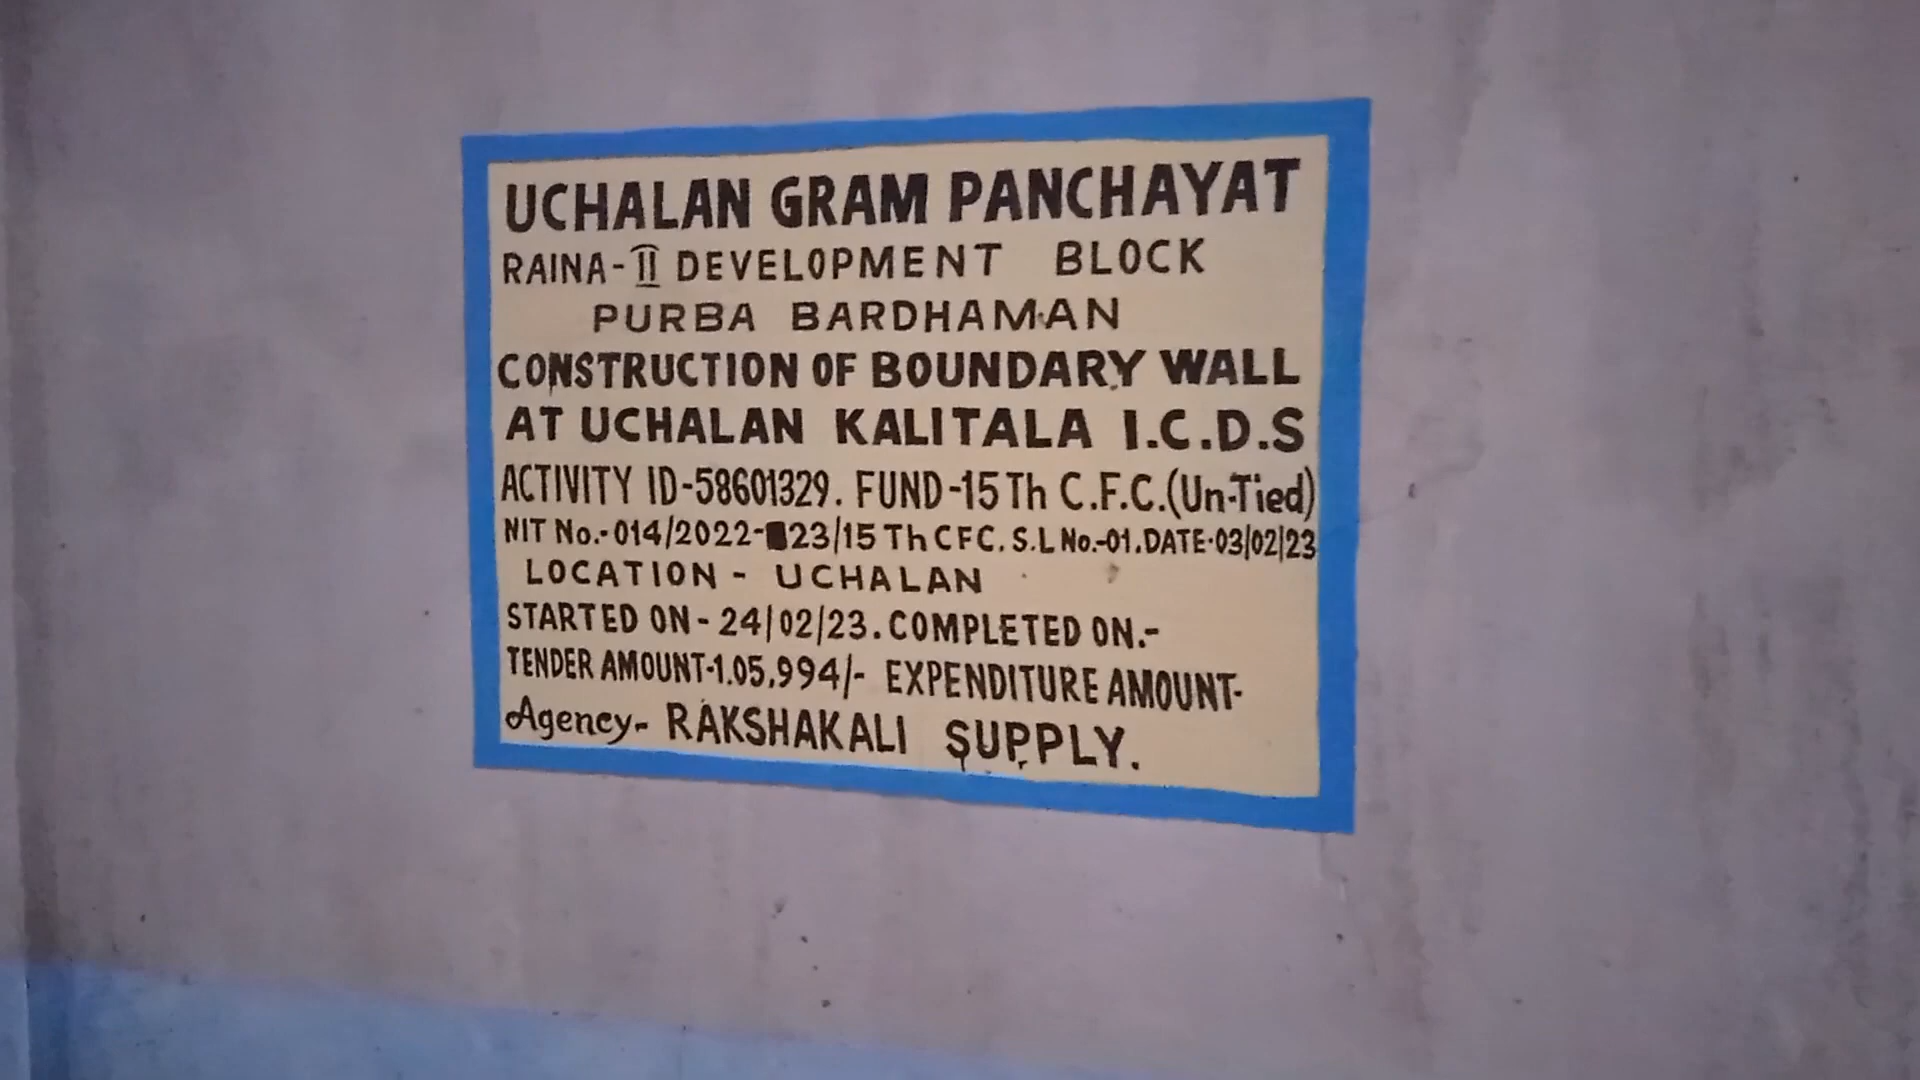 UCHALAN GRAM PANCHAYAT
RAINA-II DEVELOPMENT BLOCK
PURBA BARDHAMAN
CONSTRUCTION OF BOUNDARY WALL
AT UCHALAN KALITALA I.C.D.S
ACTIVITY ID-58601329. FUND-15Th C.F.C.(Un-Tied)
NIT No.-014/2022-23/15 Th CFC. S.L No.-01.DATE-03/02/23
LOCATION - UCHALAN
STARTED ON - 24/02/23. COMPLETED ON.-
TENDER AMOUNT-1.05,994/- EXPENDITURE AMOUNT-
Agency- RAKSHAKALI SUPPLY.